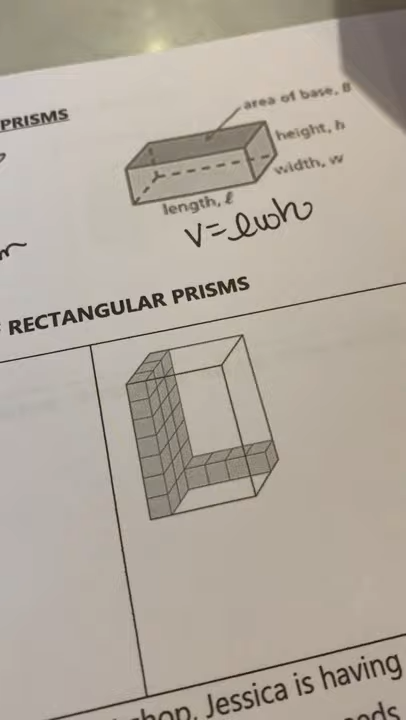 PRISMS
area of base, B
height, h
width, w
length, ℓ
V=ℓwh
RECTANGULAR PRISMS
Jessica is having